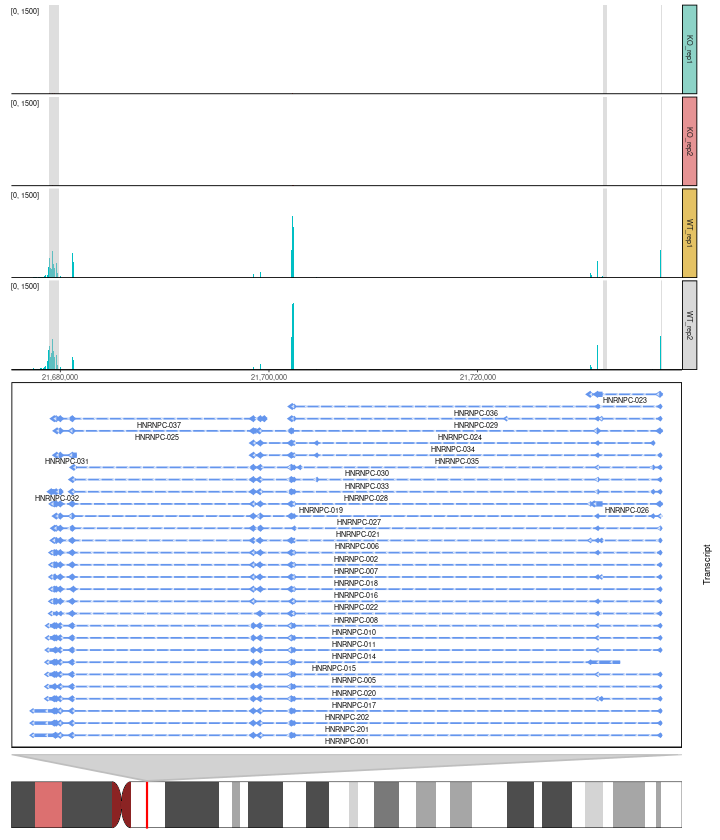 [0, 1500]
KO_rep1
[0, 1500]
KO_rep2
[0, 1500]
WT_rep1
[0, 1500]
WT_rep2
21,680,000 21,700,000 21,720,000
HNRNPC-023
HNRNPC-036
HNRNPC-037 HNRNPC-029
HNRNPC-025 HNRNPC-024
HNRNPC-034
HNRNPC-031 HNRNPC-035
HNRNPC-030
HNRNPC-033
HNRNPC-032 HNRNPC-028
HNRNPC-019 HNRNPC-026
HNRNPC-027
HNRNPC-021
HNRNPC-006
HNRNPC-002
HNRNPC-007
HNRNPC-018
HNRNPC-016
HNRNPC-022
HNRNPC-008
HNRNPC-010
HNRNPC-011
HNRNPC-014
HNRNPC-015
HNRNPC-005
HNRNPC-020
HNRNPC-017
HNRNPC-202
HNRNPC-201
HNRNPC-001
Transcript